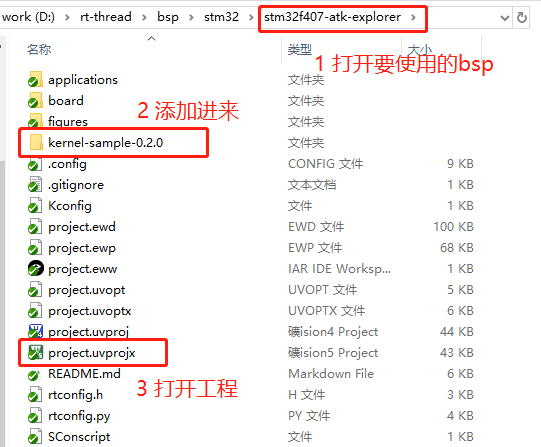 work (D:) › rt-thread › bsp › stm32 › stm32f407-atk-explorer ›
名称 类型 大小
1 打开要使用的bsp
applications 文件夹
board 文件夹
2 添加进来
figures 文件夹
kernel-sample-0.2.0 文件夹
.config CONFIG 文件 9 KB
.gitignore 文本文档 1 KB
Kconfig 文件 1 KB
project.ewd EWD 文件 100 KB
project.ewp EWP 文件 68 KB
project.eww IAR IDE Worksp... 1 KB
project.uvopt UVOPT 文件 5 KB
project.uvoptx UVOPTX 文件 6 KB
project.uvproj 礦ision4 Project 44 KB
project.uvprojx 礦ision5 Project 43 KB
README.md Markdown File 6 KB
3 打开工程
rtconfig.h H 文件 5 KB
rtconfig.py PY 文件 4 KB
SConscript 文件 1 KB